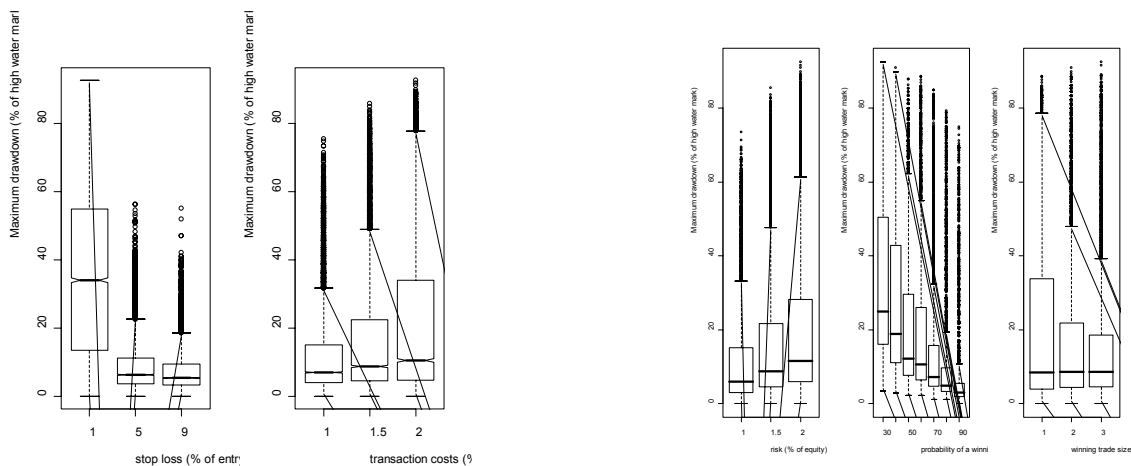 Maximum drawdown (% of high water marl
80
60
40
20
0
1 5 9
stop loss (% of entry
Maximum drawdown (% of high water marl
80
60
40
20
0
1 1.5 2
transaction costs (%
Maximum drawdown (% of high water mark)
80
60
40
20
0
1 1.5 2
risk (% of equity)
Maximum drawdown (% of high water mark)
80
60
40
20
0
30 50 70 90
probability of a winni
Maximum drawdown (% of high water mark)
80
60
40
20
0
1 2 3
winning trade size